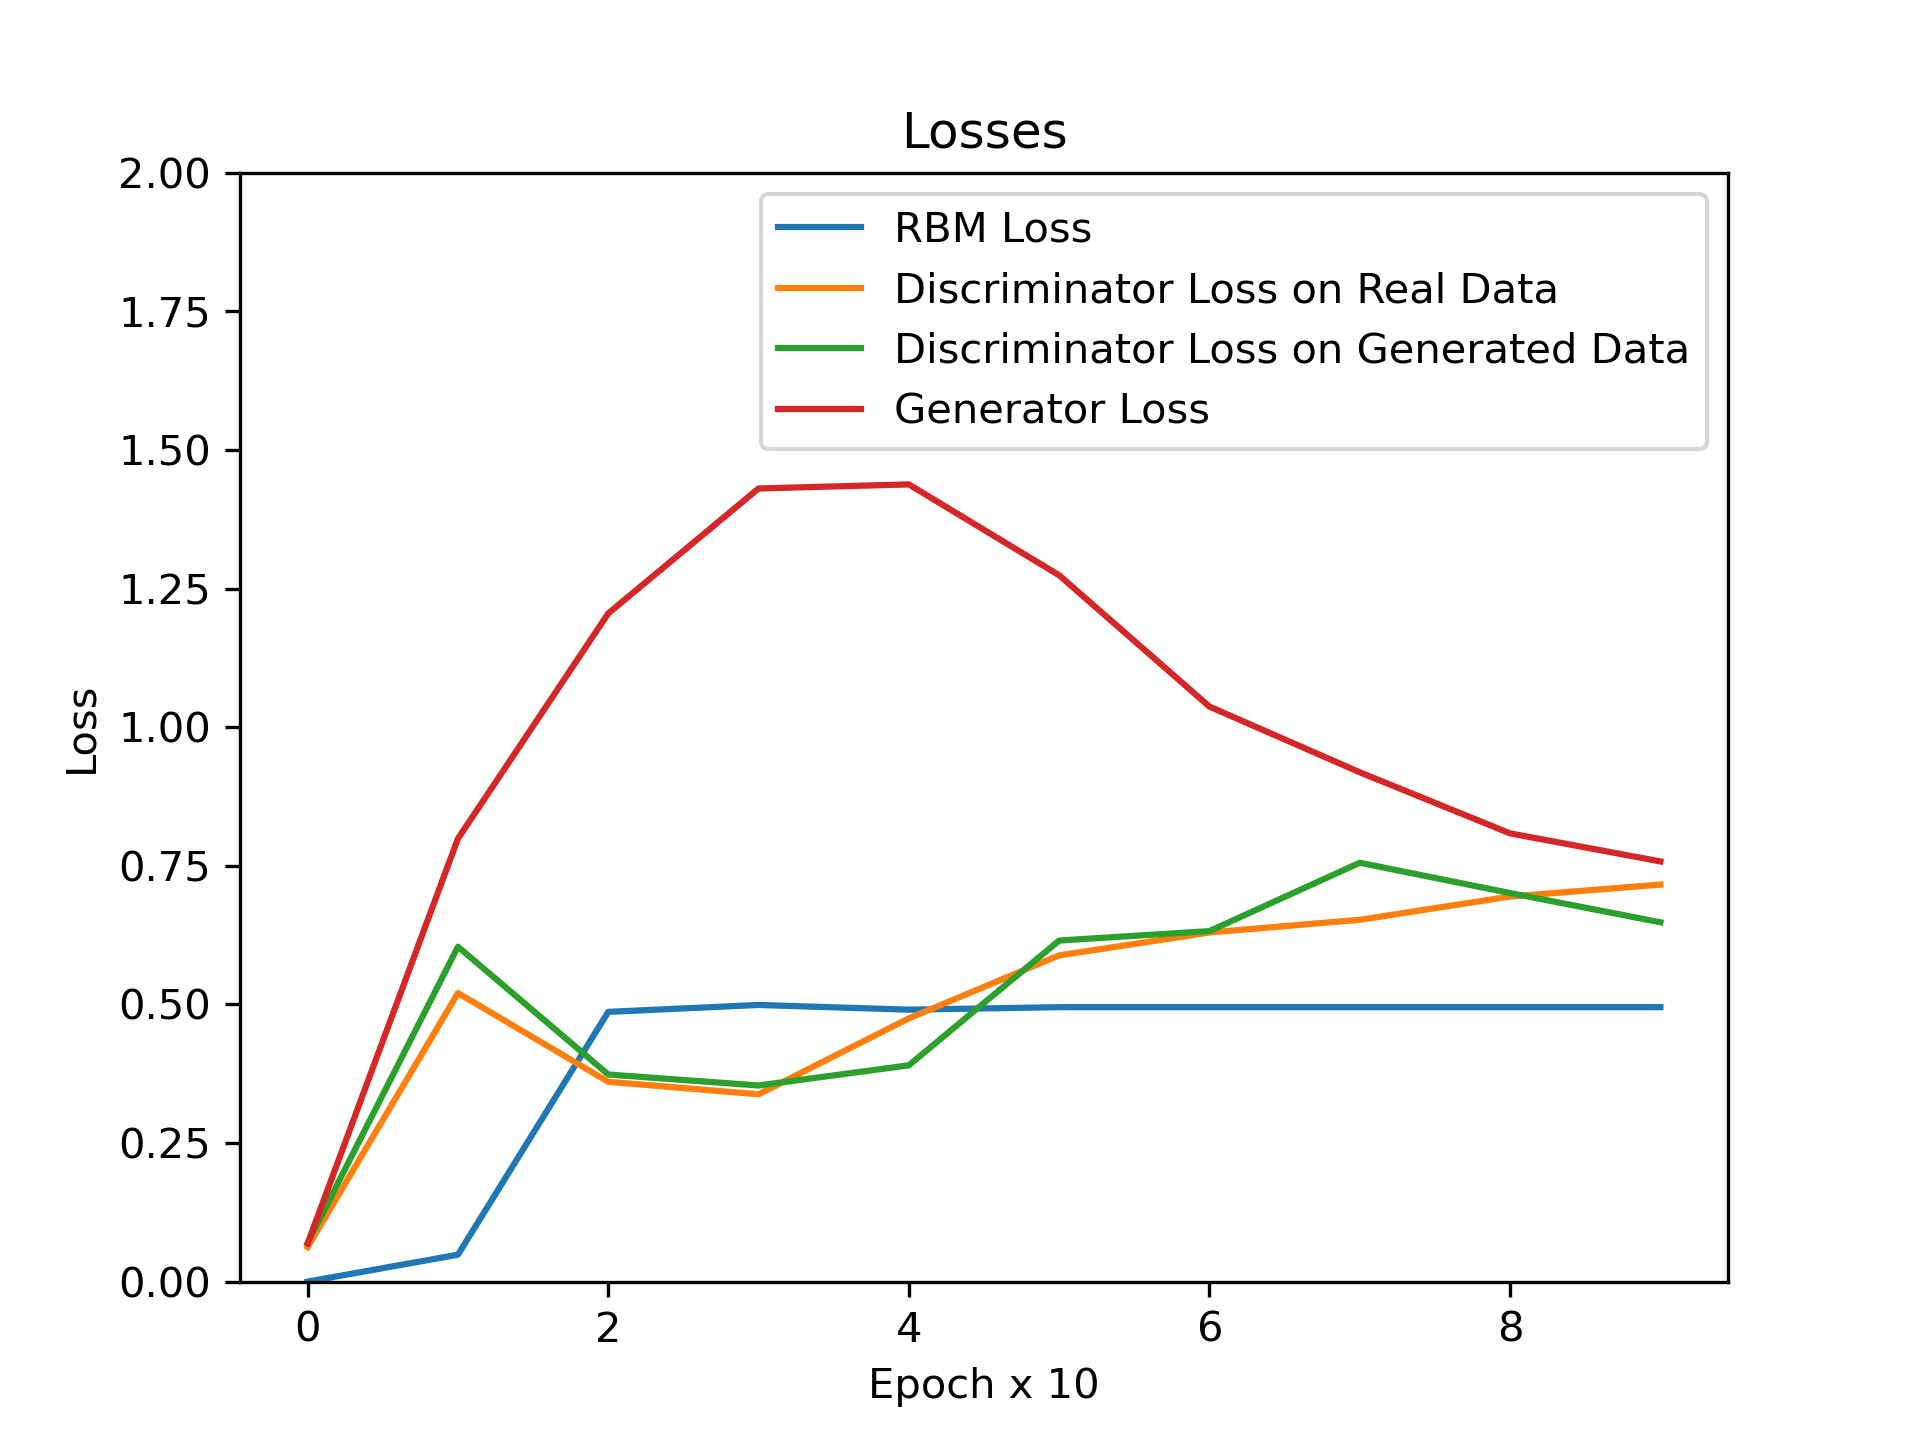 Losses
2.00
1.75
1.50
1.25
1.00
0.75
0.50
0.25
0.00
Loss
RBM Loss
Discriminator Loss on Real Data
Discriminator Loss on Generated Data
Generator Loss
0 2 4 6 8
Epoch x 10